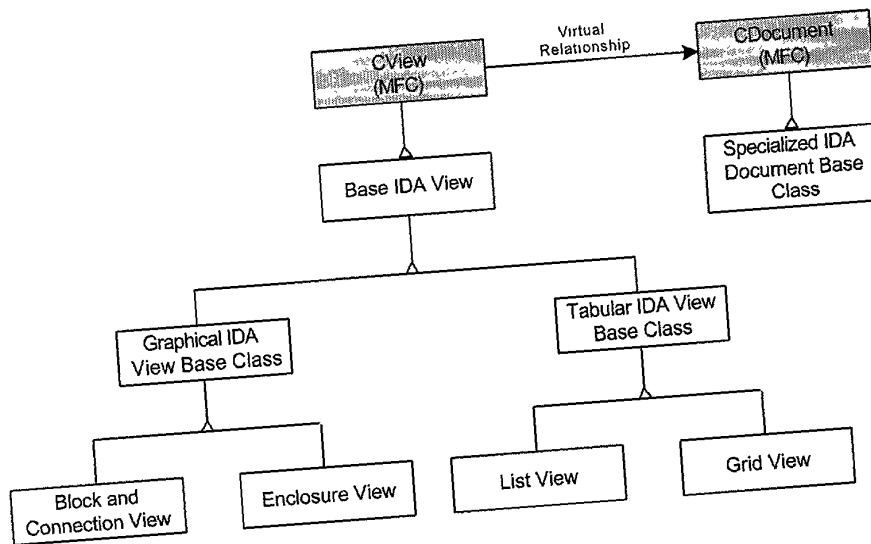 Virtual
Relationship
CView
(MFC)
CDocument
(MFC)
Base IDA View
Specialized IDA
Document Base
Class
Graphical IDA
View Base Class
Tabular IDA View
Base Class
Block and
Connection View
Enclosure View
List View
Grid View